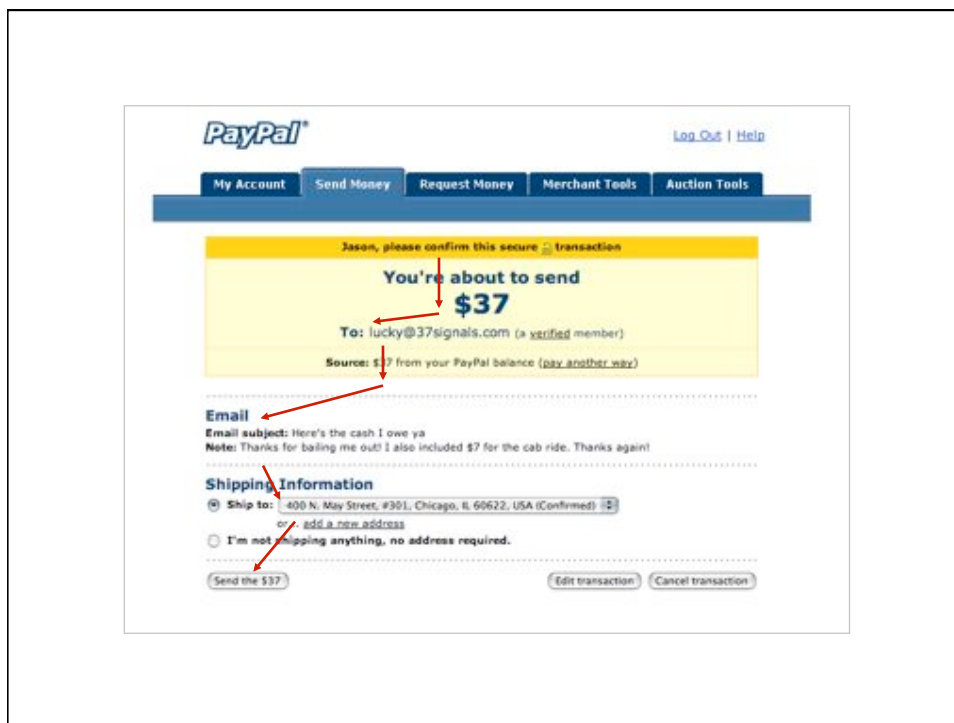 PayPal®
Log Out | Help
My Account Send Money Request Money Merchant Tools Auction Tools
Jason, please confirm this secure transaction
You're about to send
$37
To: lucky@37signals.com (a verified member)
Source: $37 from your PayPal balance (pay another way)
Email
Email subject: Here's the cash I owe ya
Note: Thanks for bailing me out! I also included $7 for the cab ride. Thanks again!
Shipping Information
Ship to: 400 N. May Street, #301, Chicago, IL 60622, USA (Confirmed)
add a new address
I'm not shipping anything, no address required.
Send the $37 Edit transaction Cancel transaction